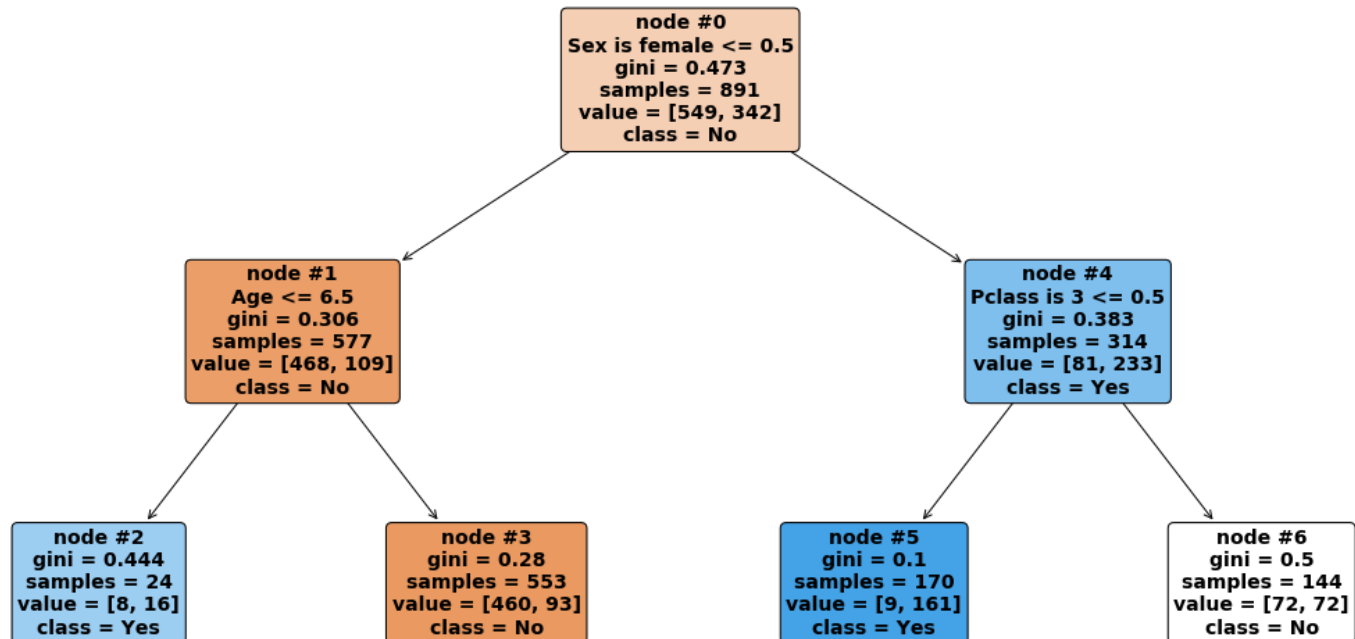 node #0
Sex is female <= 0.5
gini = 0.473
samples = 891
value = [549, 342]
class = No
node #1
Age <= 6.5
gini = 0.306
samples = 577
value = [468, 109]
class = No
node #4
Pclass is 3 <= 0.5
gini = 0.383
samples = 314
value = [81, 233]
class = Yes
node #2
gini = 0.444
samples = 24
value = [8, 16]
class = Yes
node #3
gini = 0.28
samples = 553
value = [460, 93]
class = No
node #5
gini = 0.1
samples = 170
value = [9, 161]
class = Yes
node #6
gini = 0.5
samples = 144
value = [72, 72]
class = No